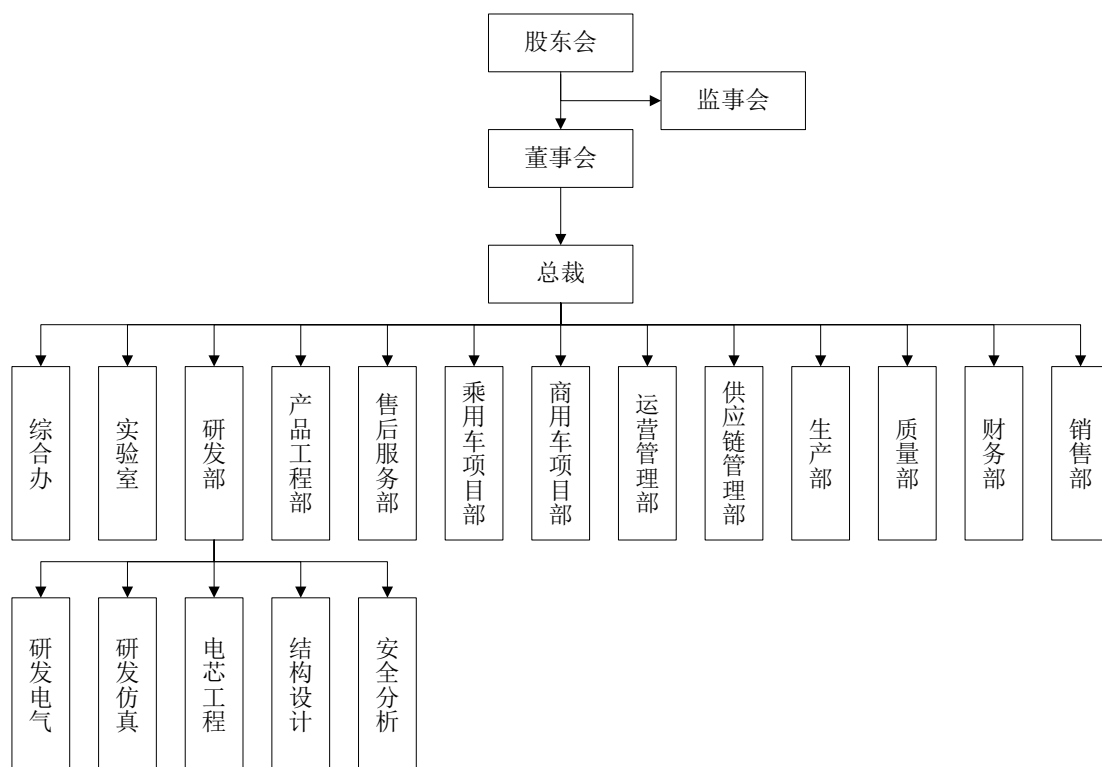 股东会
监事会
董事会
总裁
综合办
实验室
研发部
产品工程部
售后服务部
乘用车项目部
商用车项目部
运营管理部
供应链管理部
生产部
质量部
财务部
销售部
研发电气
研发仿真
电芯工程
结构设计
安全分析